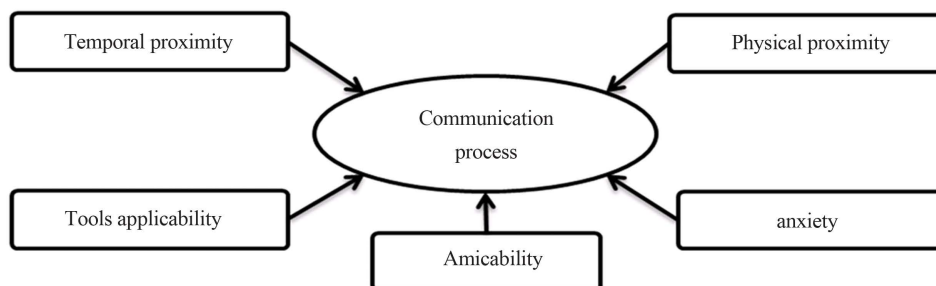 Temporal proximity
Physical proximity
Communication
process
Tools applicability
anxiety
Amicability